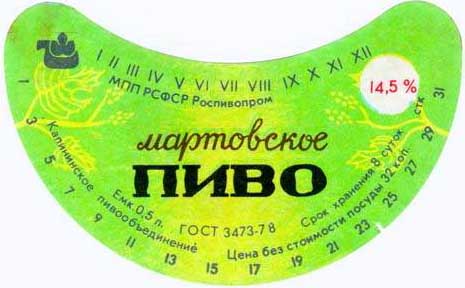 I II III IV V VI VII VIII IX X XI XII
МПП РСФСР Роспивопром
14,5 %
мартовское
ПИВО
Калининское
пивообъединение
Емк. 0,5 л.
ГОСТ 3473-78
Срок хранения 8 суток
Цена без стоимости посуды 32 коп.
стк
1 3 5 7 9 11 13 15 17 19 21 23 25 27 29 31